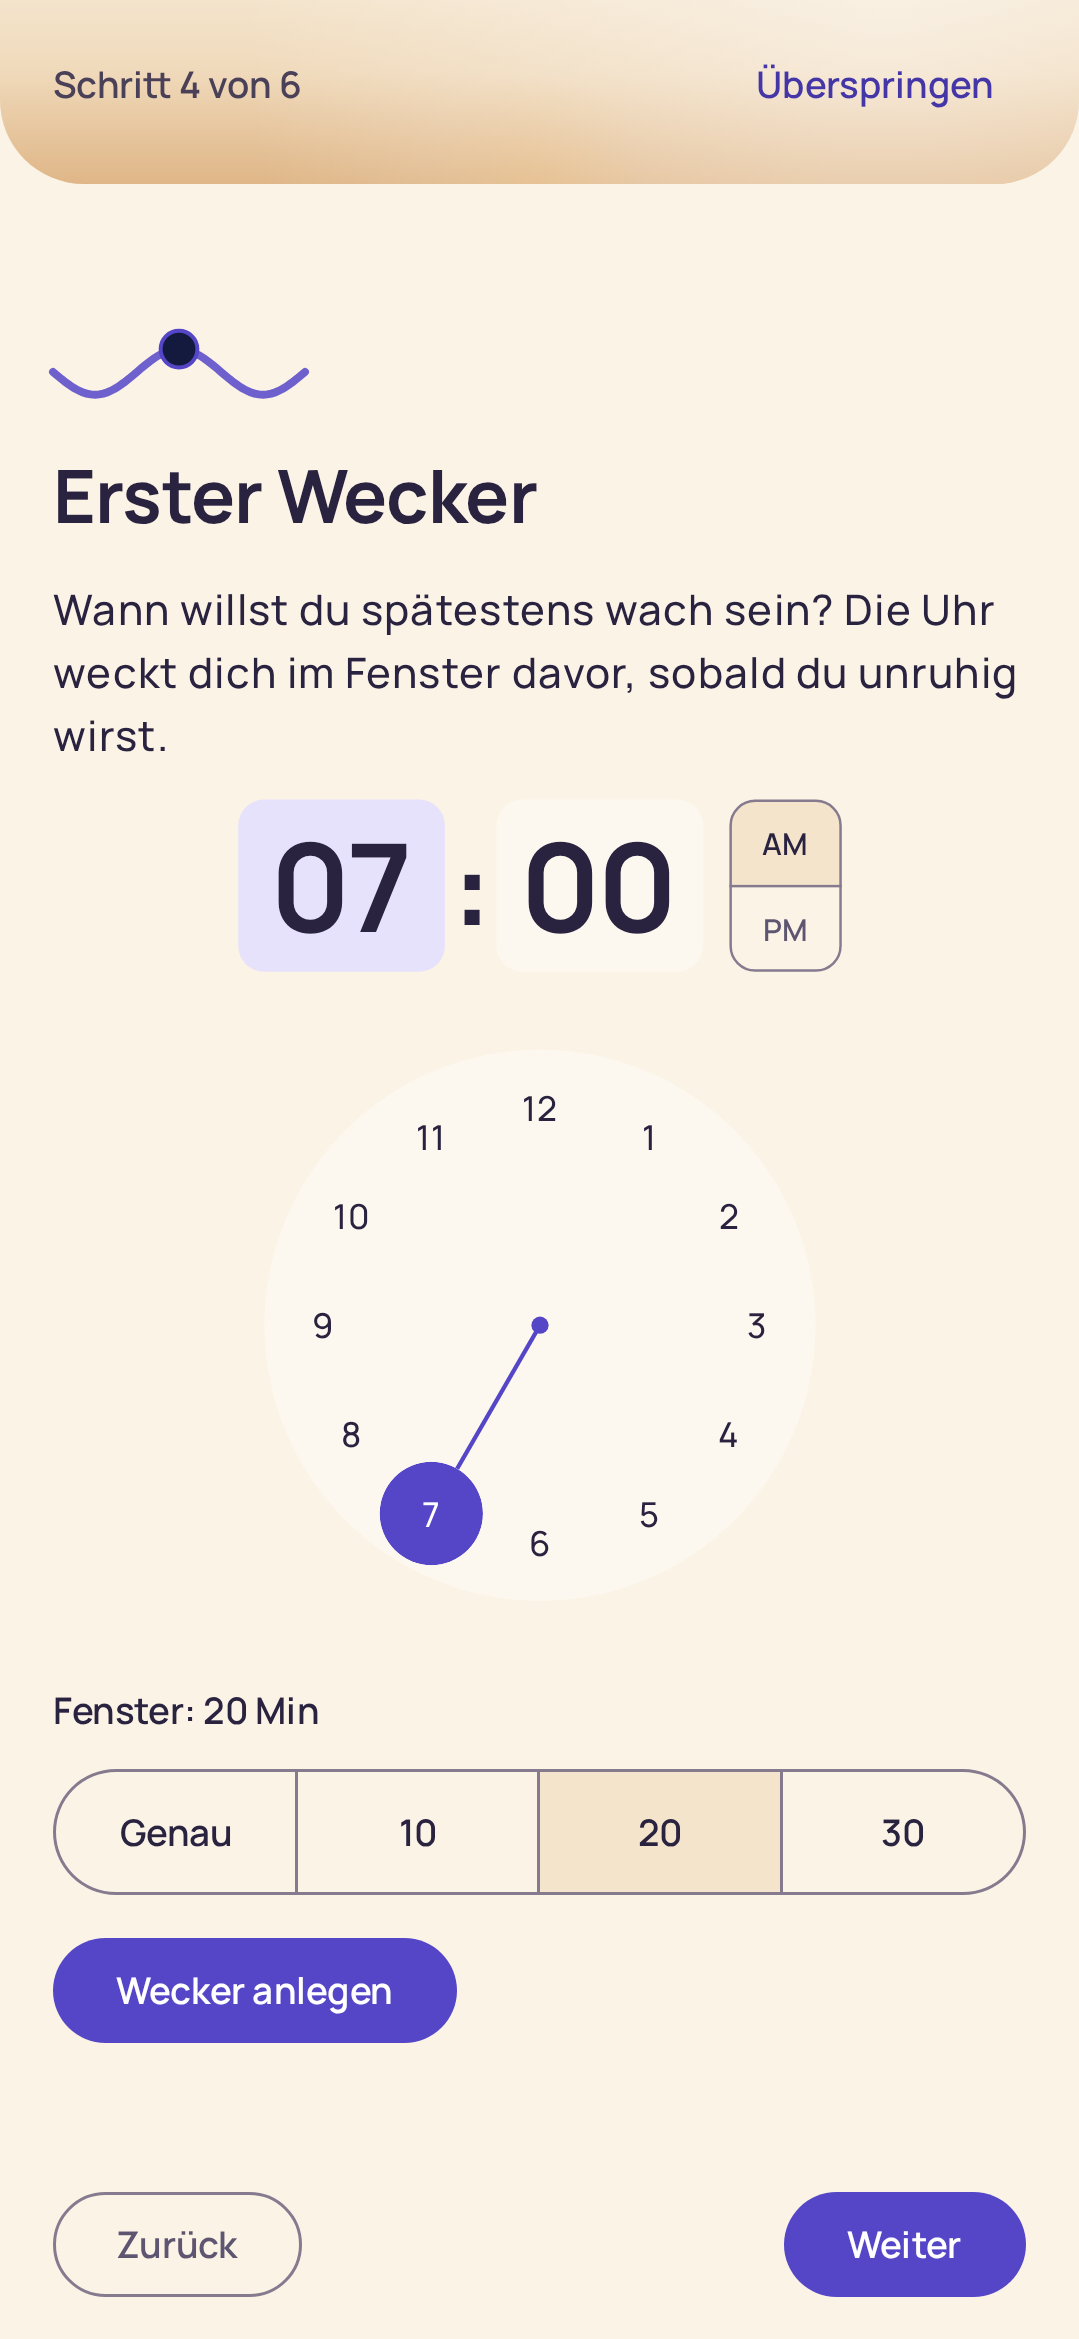 Schritt 4 von 6
Überspringen
Erster Wecker
Wann willst du spätestens wach sein? Die Uhr
weckt dich im Fenster davor, sobald du unruhig
wirst.
07:00
AM
PM
12
11
1
10
2
9
3
8
4
7
5
6
Fenster: 20 Min
Genau
10
20
30
Wecker anlegen
Zurück
Weiter